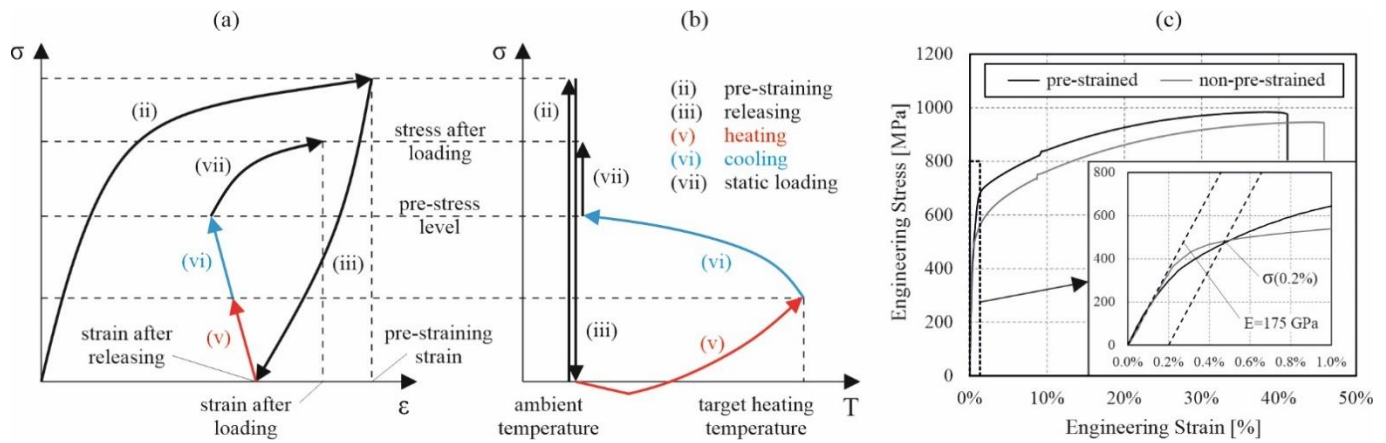 (a)
σ
(ii)
(vii)
(vi)
(iii)
(v)
strain after
releasing
strain after
loading
ε
stress after
loading
pre-stress
level
pre-straining
strain
(b)
σ
(ii)
(vii)
(iii)
(vi)
(v)
(ii) pre-straining
(iii) releasing
(v) heating
(vi) cooling
(vii) static loading
ambient
temperature
target heating
temperature
T
(c)
Engineering Stress [MPa]
1200
1000
800
600
400
200
0
pre-strained
non-pre-strained
800
600
400
200
0
σ(0.2%)
E=175 GPa
0.0% 0.2% 0.4% 0.6% 0.8% 1.0%
0% 10% 20% 30% 40% 50%
Engineering Strain [%]